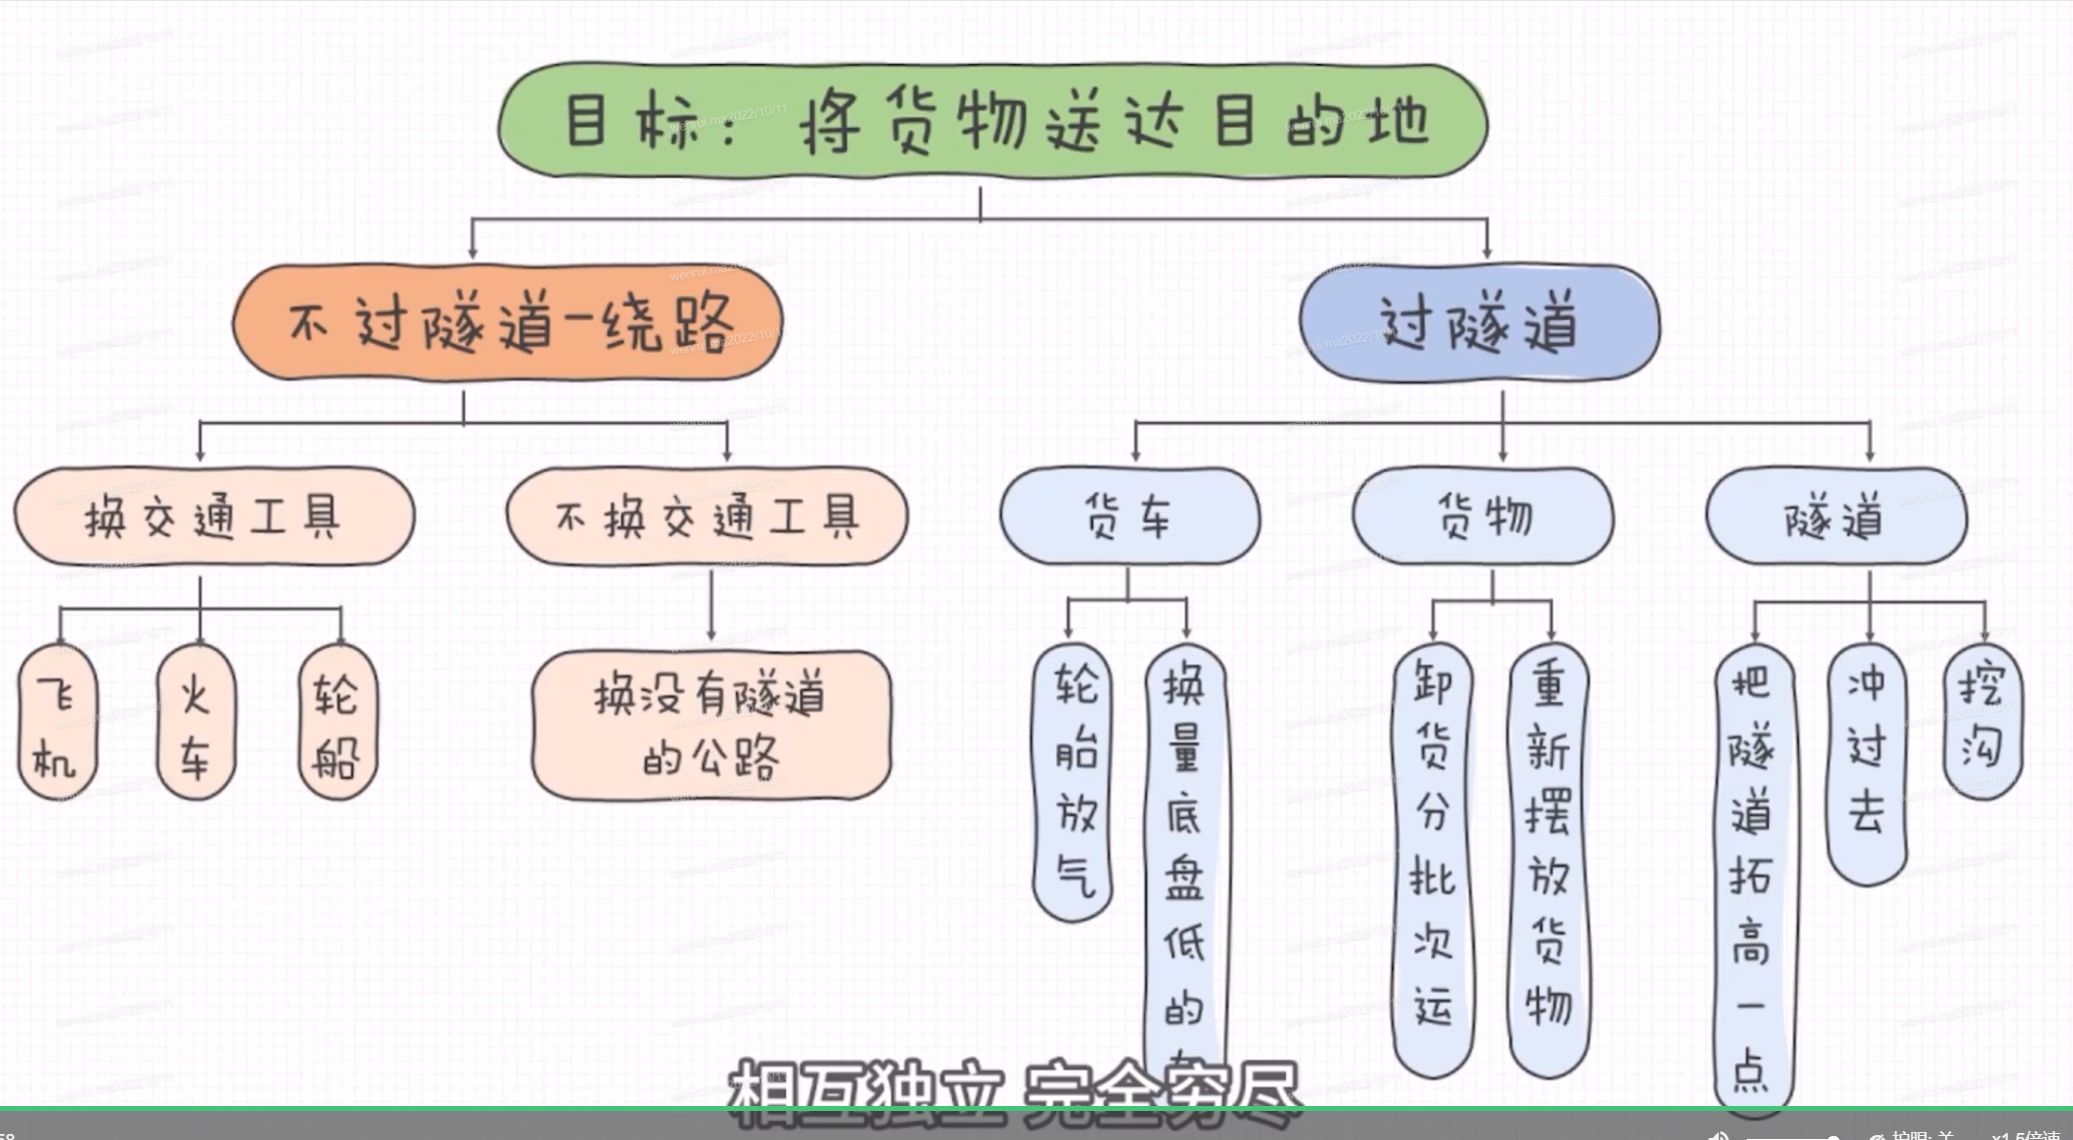 目标：将货物送达目的地
不过隧道-绕路
过隧道
换交通工具
不换交通工具
货车
货物
隧道
飞机
火车
轮船
换没有隧道
的公路
轮胎放气
换量底盘低的
卸货分批次运
重新摆放货物
把隧道拓高一点
冲过去
挖沟
相互独立 完全穷尽
wenrui.ma2022/10/11